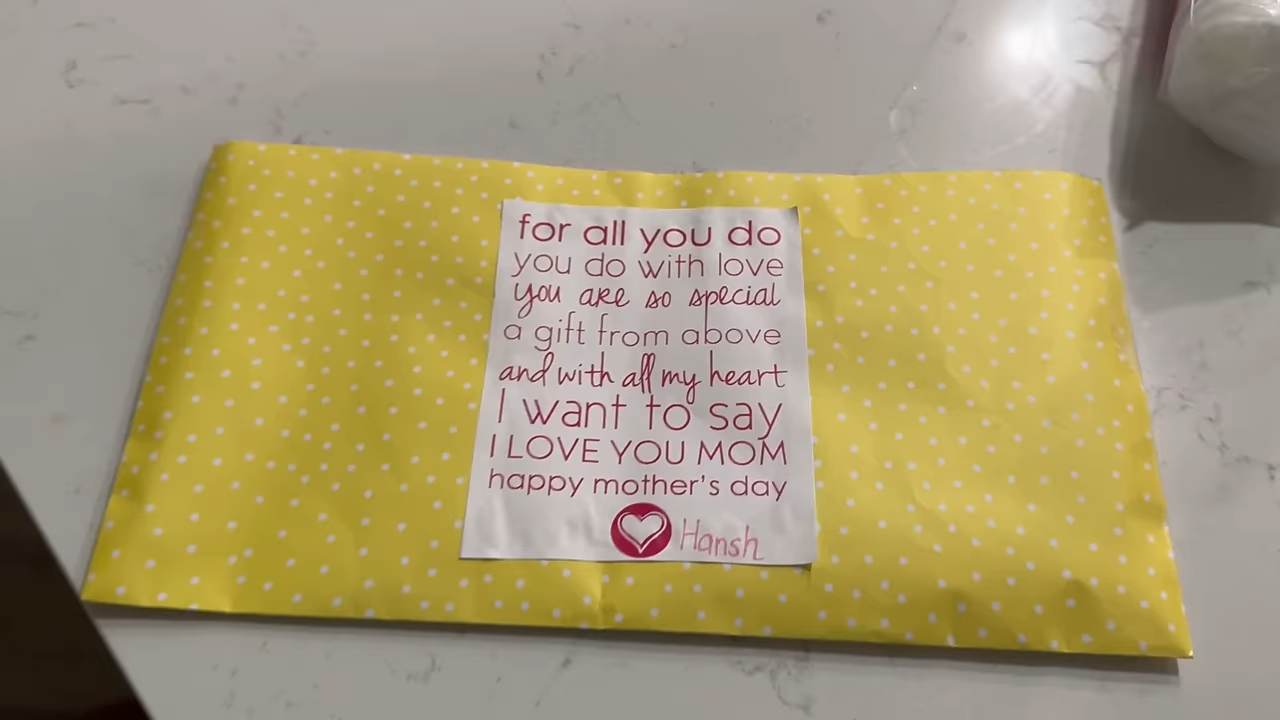 for all you do
you do with love
you are so special
a gift from above
and with all my heart
I want to say
I LOVE YOU MOM
happy mother's day
Hansh